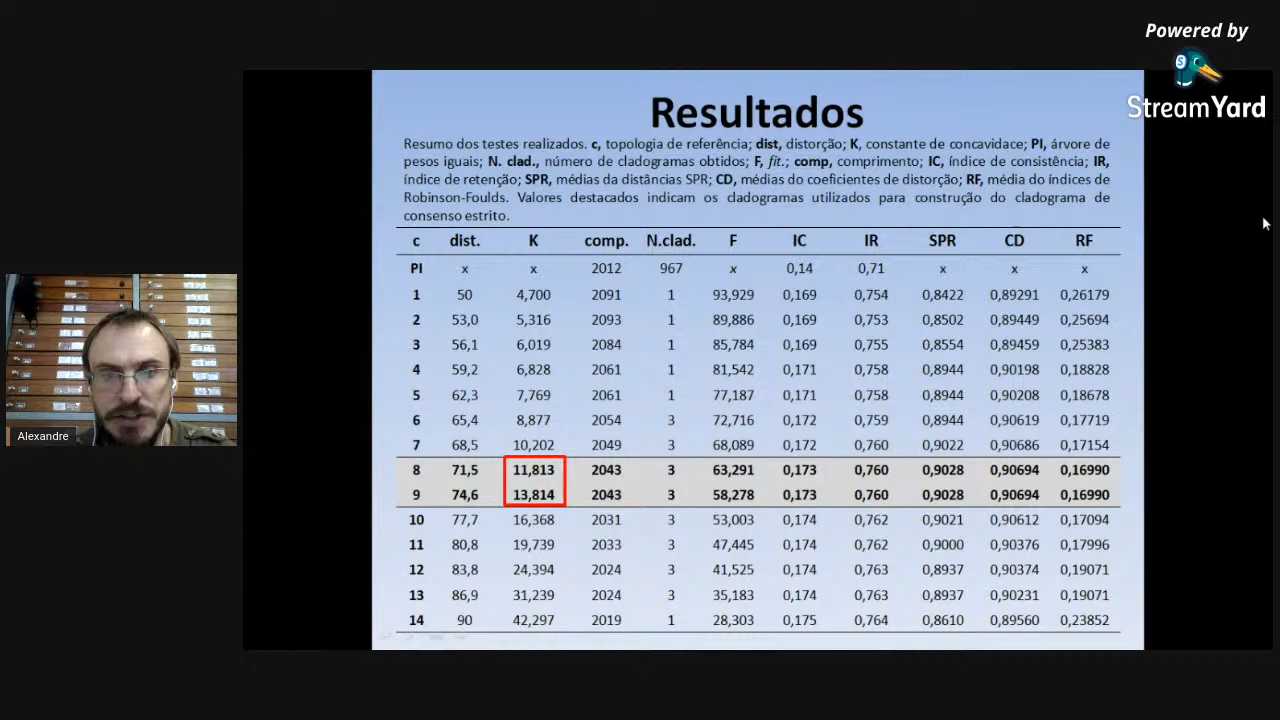 Powered by
StreamYard
Resultados
Resumo dos testes realizados. c, topologia de referência; dist, distorção; K, constante de concavidace; PI, árvore de
pesos iguais; N. clad., número de cladogramas obtidos; F, fit.; comp, comprimento; IC, índice de consistência; IR,
índice de retenção; SPR, médias da distâncias SPR; CD, médias do coeficientes de distorção; RF, média do índices de
Robinson-Foulds. Valores destacados indicam os cladogramas utilizados para construção do cladograma de
consenso estrito.
c dist. K comp. N.clad. F IC IR SPR CD RF
PI x x 2012 967 x 0,14 0,71 x x x
1 50 4,700 2091 1 93,929 0,169 0,754 0,8422 0,89291 0,26179
2 53,0 5,316 2093 1 89,886 0,169 0,753 0,8502 0,89449 0,25694
3 56,1 6,019 2084 1 85,784 0,169 0,755 0,8554 0,89459 0,25383
4 59,2 6,828 2061 1 81,542 0,171 0,758 0,8944 0,90198 0,18828
5 62,3 7,769 2061 1 77,187 0,171 0,758 0,8944 0,90208 0,18678
6 65,4 8,877 2054 3 72,716 0,172 0,759 0,8944 0,90619 0,17719
7 68,5 10,202 2049 3 68,089 0,172 0,760 0,9022 0,90686 0,17154
8 71,5 11,813 2043 3 63,291 0,173 0,760 0,9028 0,90694 0,16990
9 74,6 13,814 2043 3 58,278 0,173 0,760 0,9028 0,90694 0,16990
10 77,7 16,368 2031 3 53,003 0,174 0,762 0,9021 0,90612 0,17094
11 80,8 19,739 2033 3 47,445 0,174 0,762 0,9000 0,90376 0,17996
12 83,8 24,394 2024 3 41,525 0,174 0,763 0,8937 0,90374 0,19071
13 86,9 31,239 2024 3 35,183 0,174 0,763 0,8937 0,90231 0,19071
14 90 42,297 2019 1 28,303 0,175 0,764 0,8610 0,89560 0,23852
Alexandre